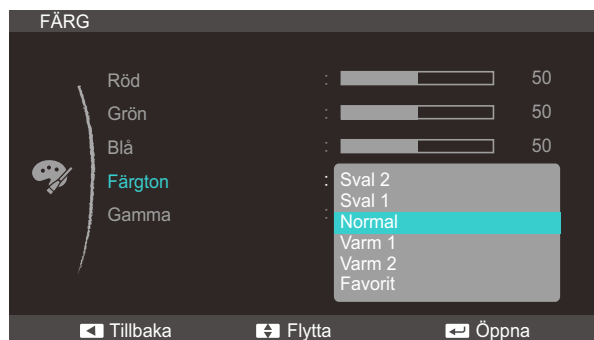 FÄRG
Röd : 50
Grön : 50
Blå : 50
Färgton : Sval 2
Sval 1
Normal
Gamma :
Varm 1
Varm 2
Favorit
Tillbaka Flytta Öppna